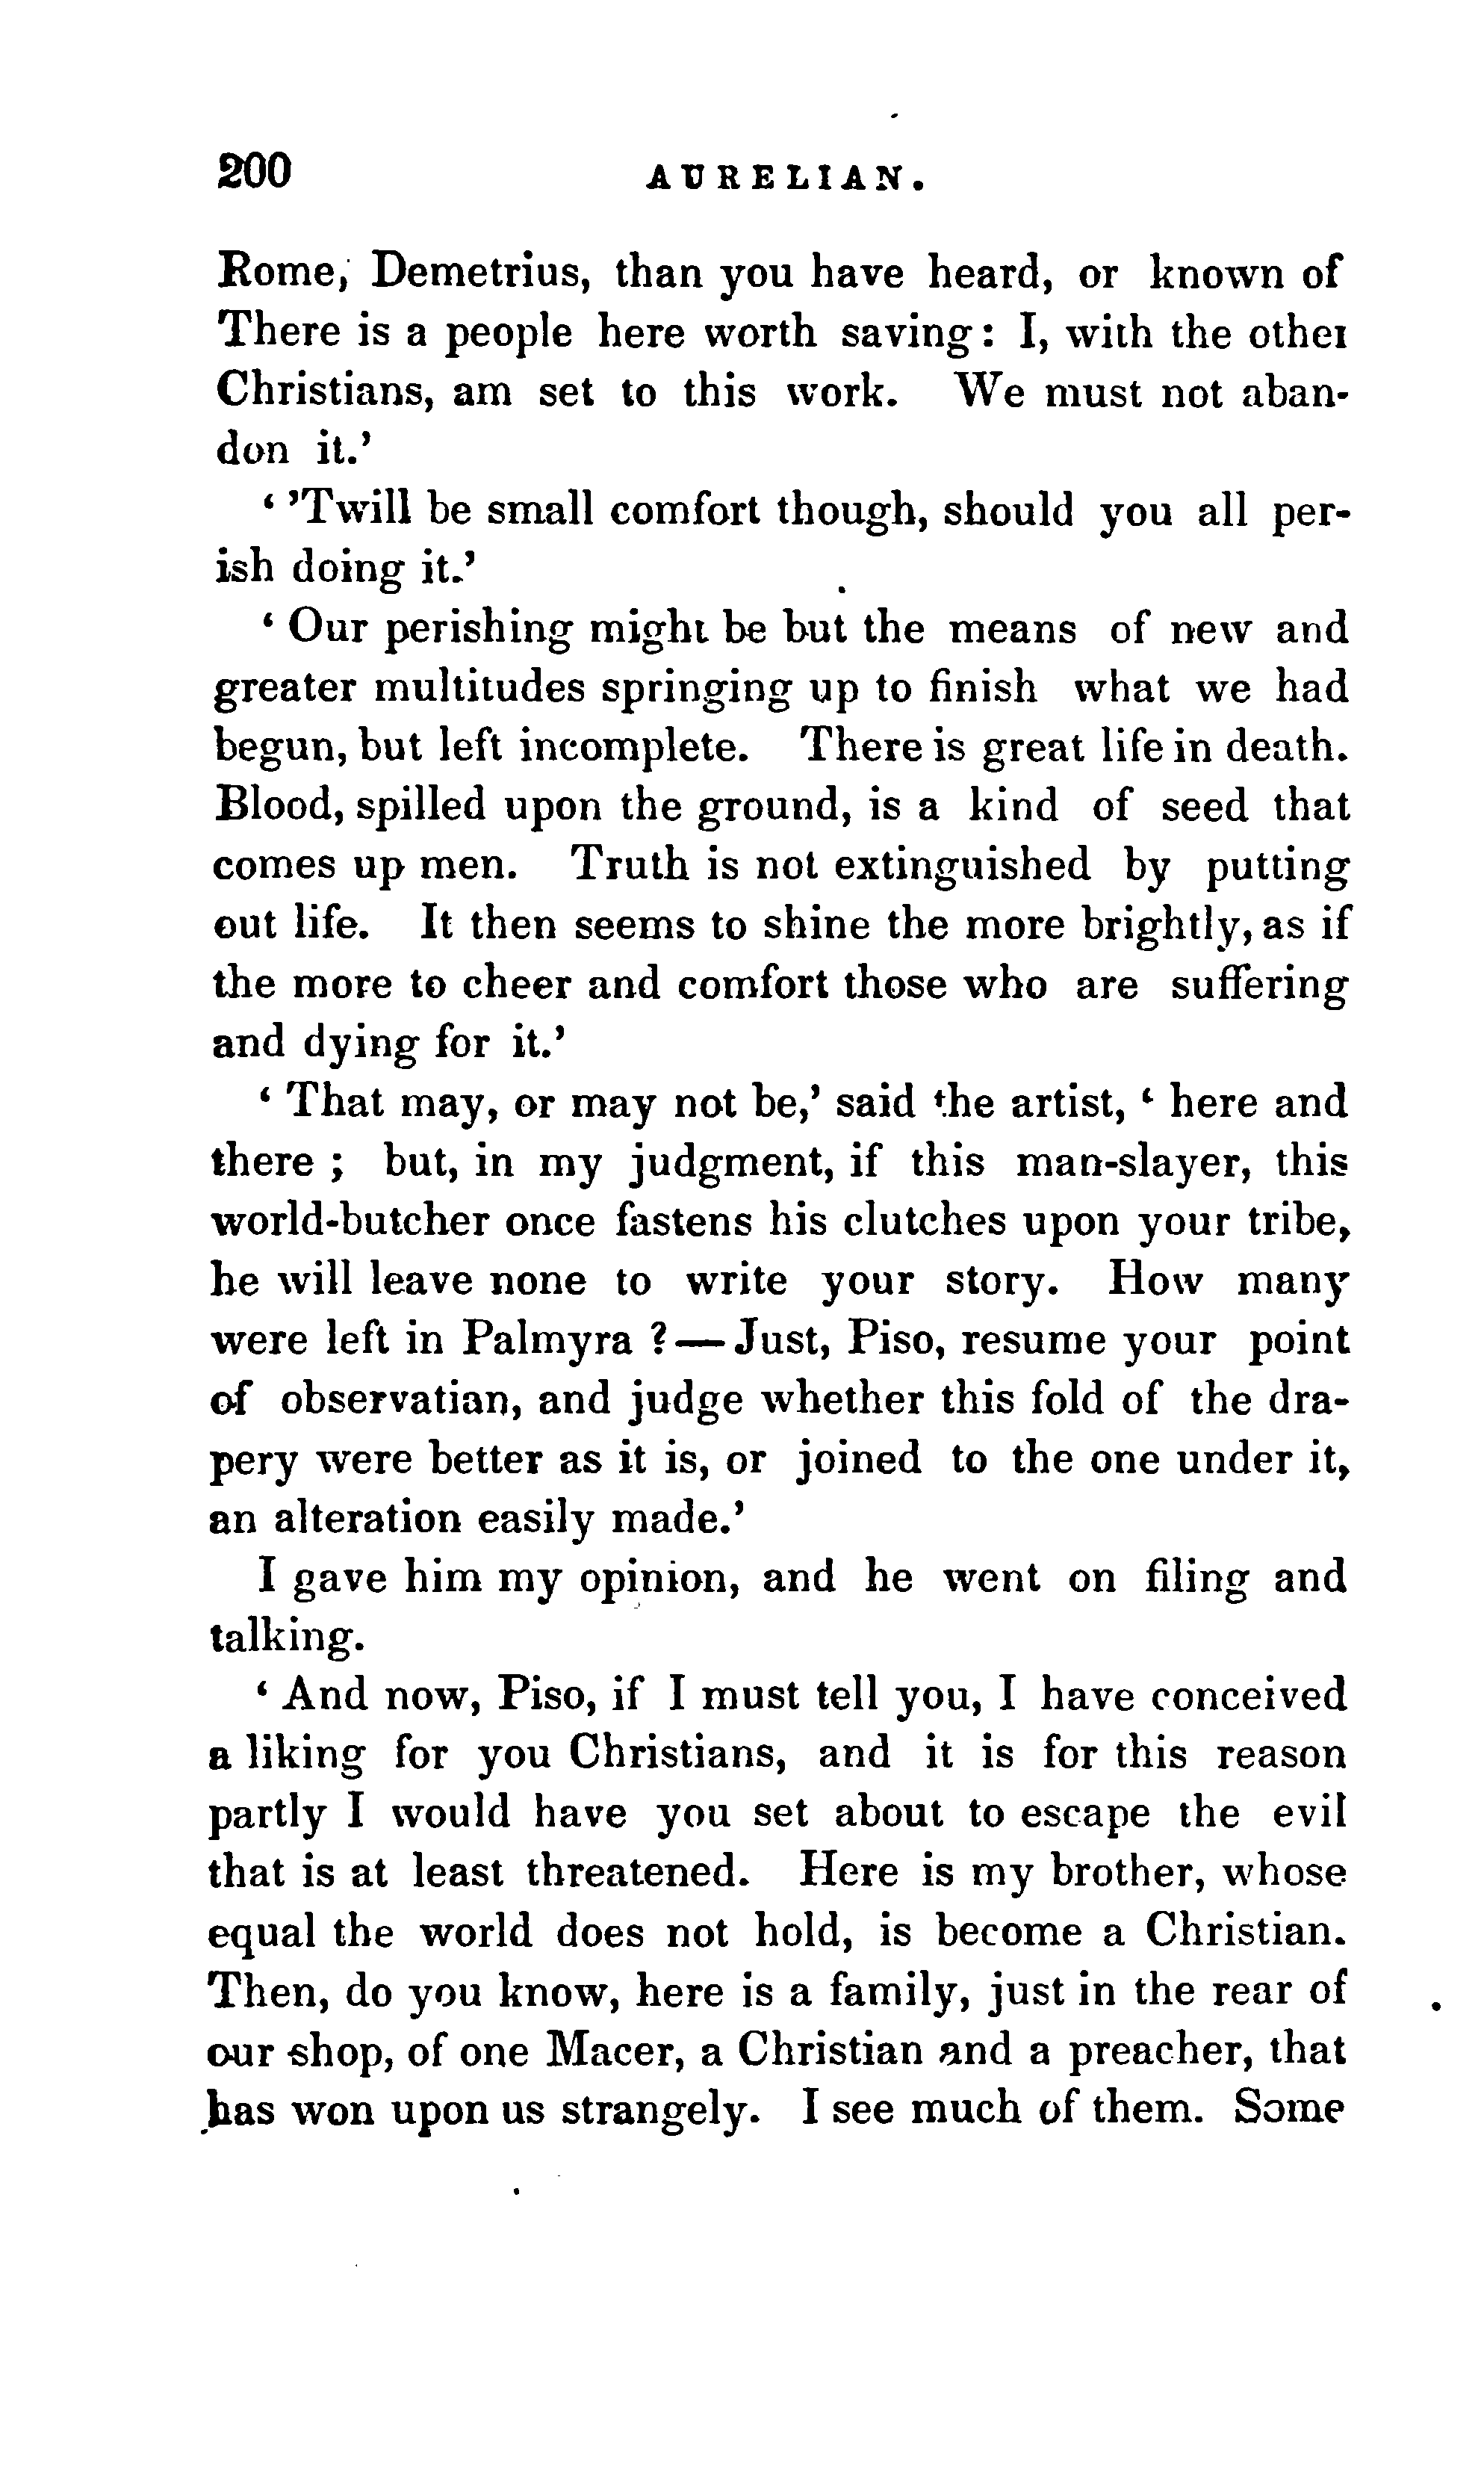 200 AURELIAN.
Rome, Demetrius, than you have heard, or known of
There is a people here worth saving: I, with the other
Christians, am set to this work. We must not aban-
don it.’
‘ ’Twill be small comfort though, should you all per-
ish doing it.’
‘ Our perishing might be but the means of new and
greater multitudes springing up to finish what we had
begun, but left incomplete. There is great life in death.
Blood, spilled upon the ground, is a kind of seed that
comes up men. Truth is not extinguished by putting
out life. It then seems to shine the more brightly, as if
the more to cheer and comfort those who are suffering
and dying for it.’
‘ That may, or may not be,’ said the artist, ‘ here and
there ; but, in my judgment, if this man-slayer, this
world-butcher once fastens his clutches upon your tribe,
he will leave none to write your story. How many
were left in Palmyra ?—Just, Piso, resume your point
of observatian, and judge whether this fold of the dra-
pery were better as it is, or joined to the one under it,
an alteration easily made.’
I gave him my opinion, and he went on filing and
talking.
‘ And now, Piso, if I must tell you, I have conceived
a liking for you Christians, and it is for this reason
partly I would have you set about to escape the evil
that is at least threatened. Here is my brother, whose
equal the world does not hold, is become a Christian.
Then, do you know, here is a family, just in the rear of
our shop, of one Macer, a Christian and a preacher, that
has won upon us strangely. I see much of them. Some